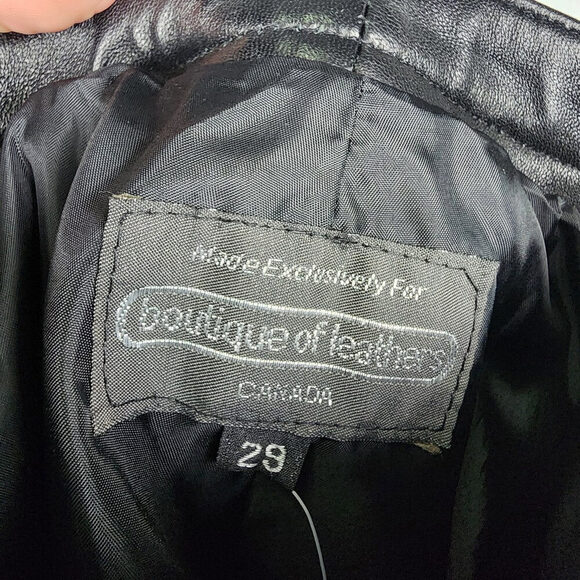 Made Exclusively For
boutique of leathers
CANADA
29